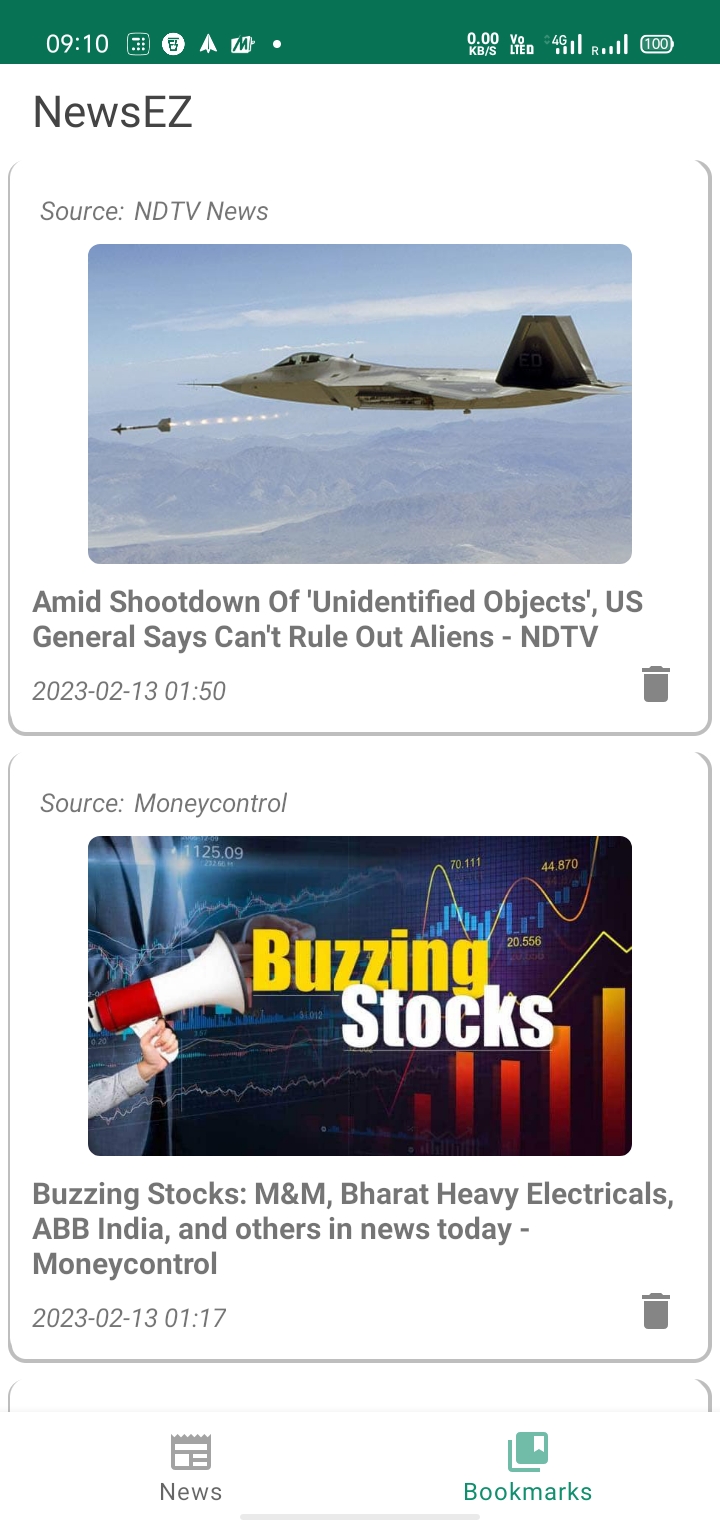 09:10
0.00 KB/S
Vo LTED
4G
R
100
NewsEZ
Source: NDTV News
ED
Amid Shootdown Of 'Unidentified Objects', US
General Says Can't Rule Out Aliens - NDTV
2023-02-13 01:50
Source: Moneycontrol
1125.09
70.111
44.870
20.556
Buzzing
Stocks
Buzzing Stocks: M&M, Bharat Heavy Electricals,
ABB India, and others in news today -
Moneycontrol
2023-02-13 01:17
News
Bookmarks